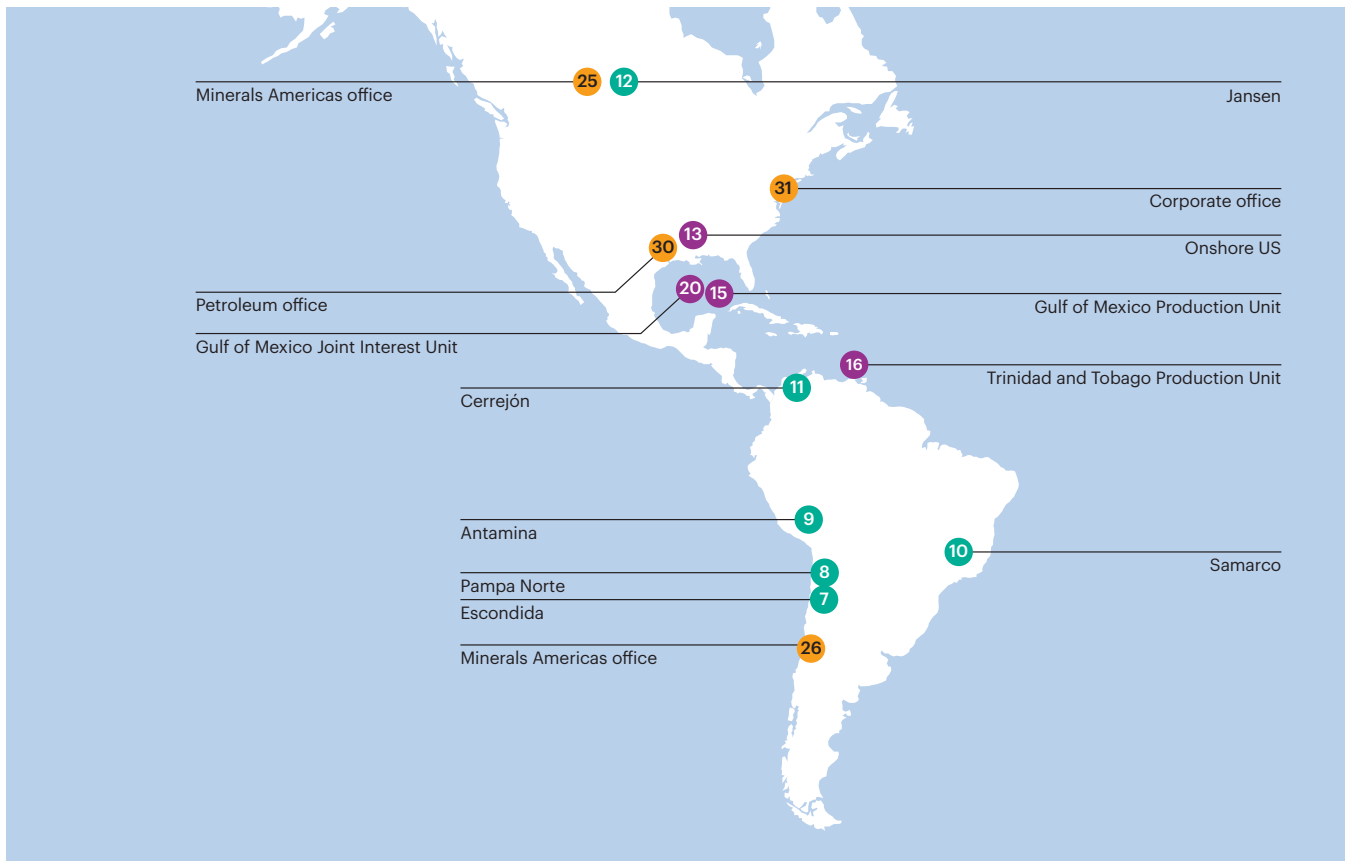 25
12
Minerals Americas office
Jansen
31
Corporate office
13
Onshore US
30
Petroleum office
20
15
Gulf of Mexico Production Unit
Gulf of Mexico Joint Interest Unit
16
Trinidad and Tobago Production Unit
11
Cerrejón
9
Antamina
10
Samarco
8
Pampa Norte
7
Escondida
26
Minerals Americas office